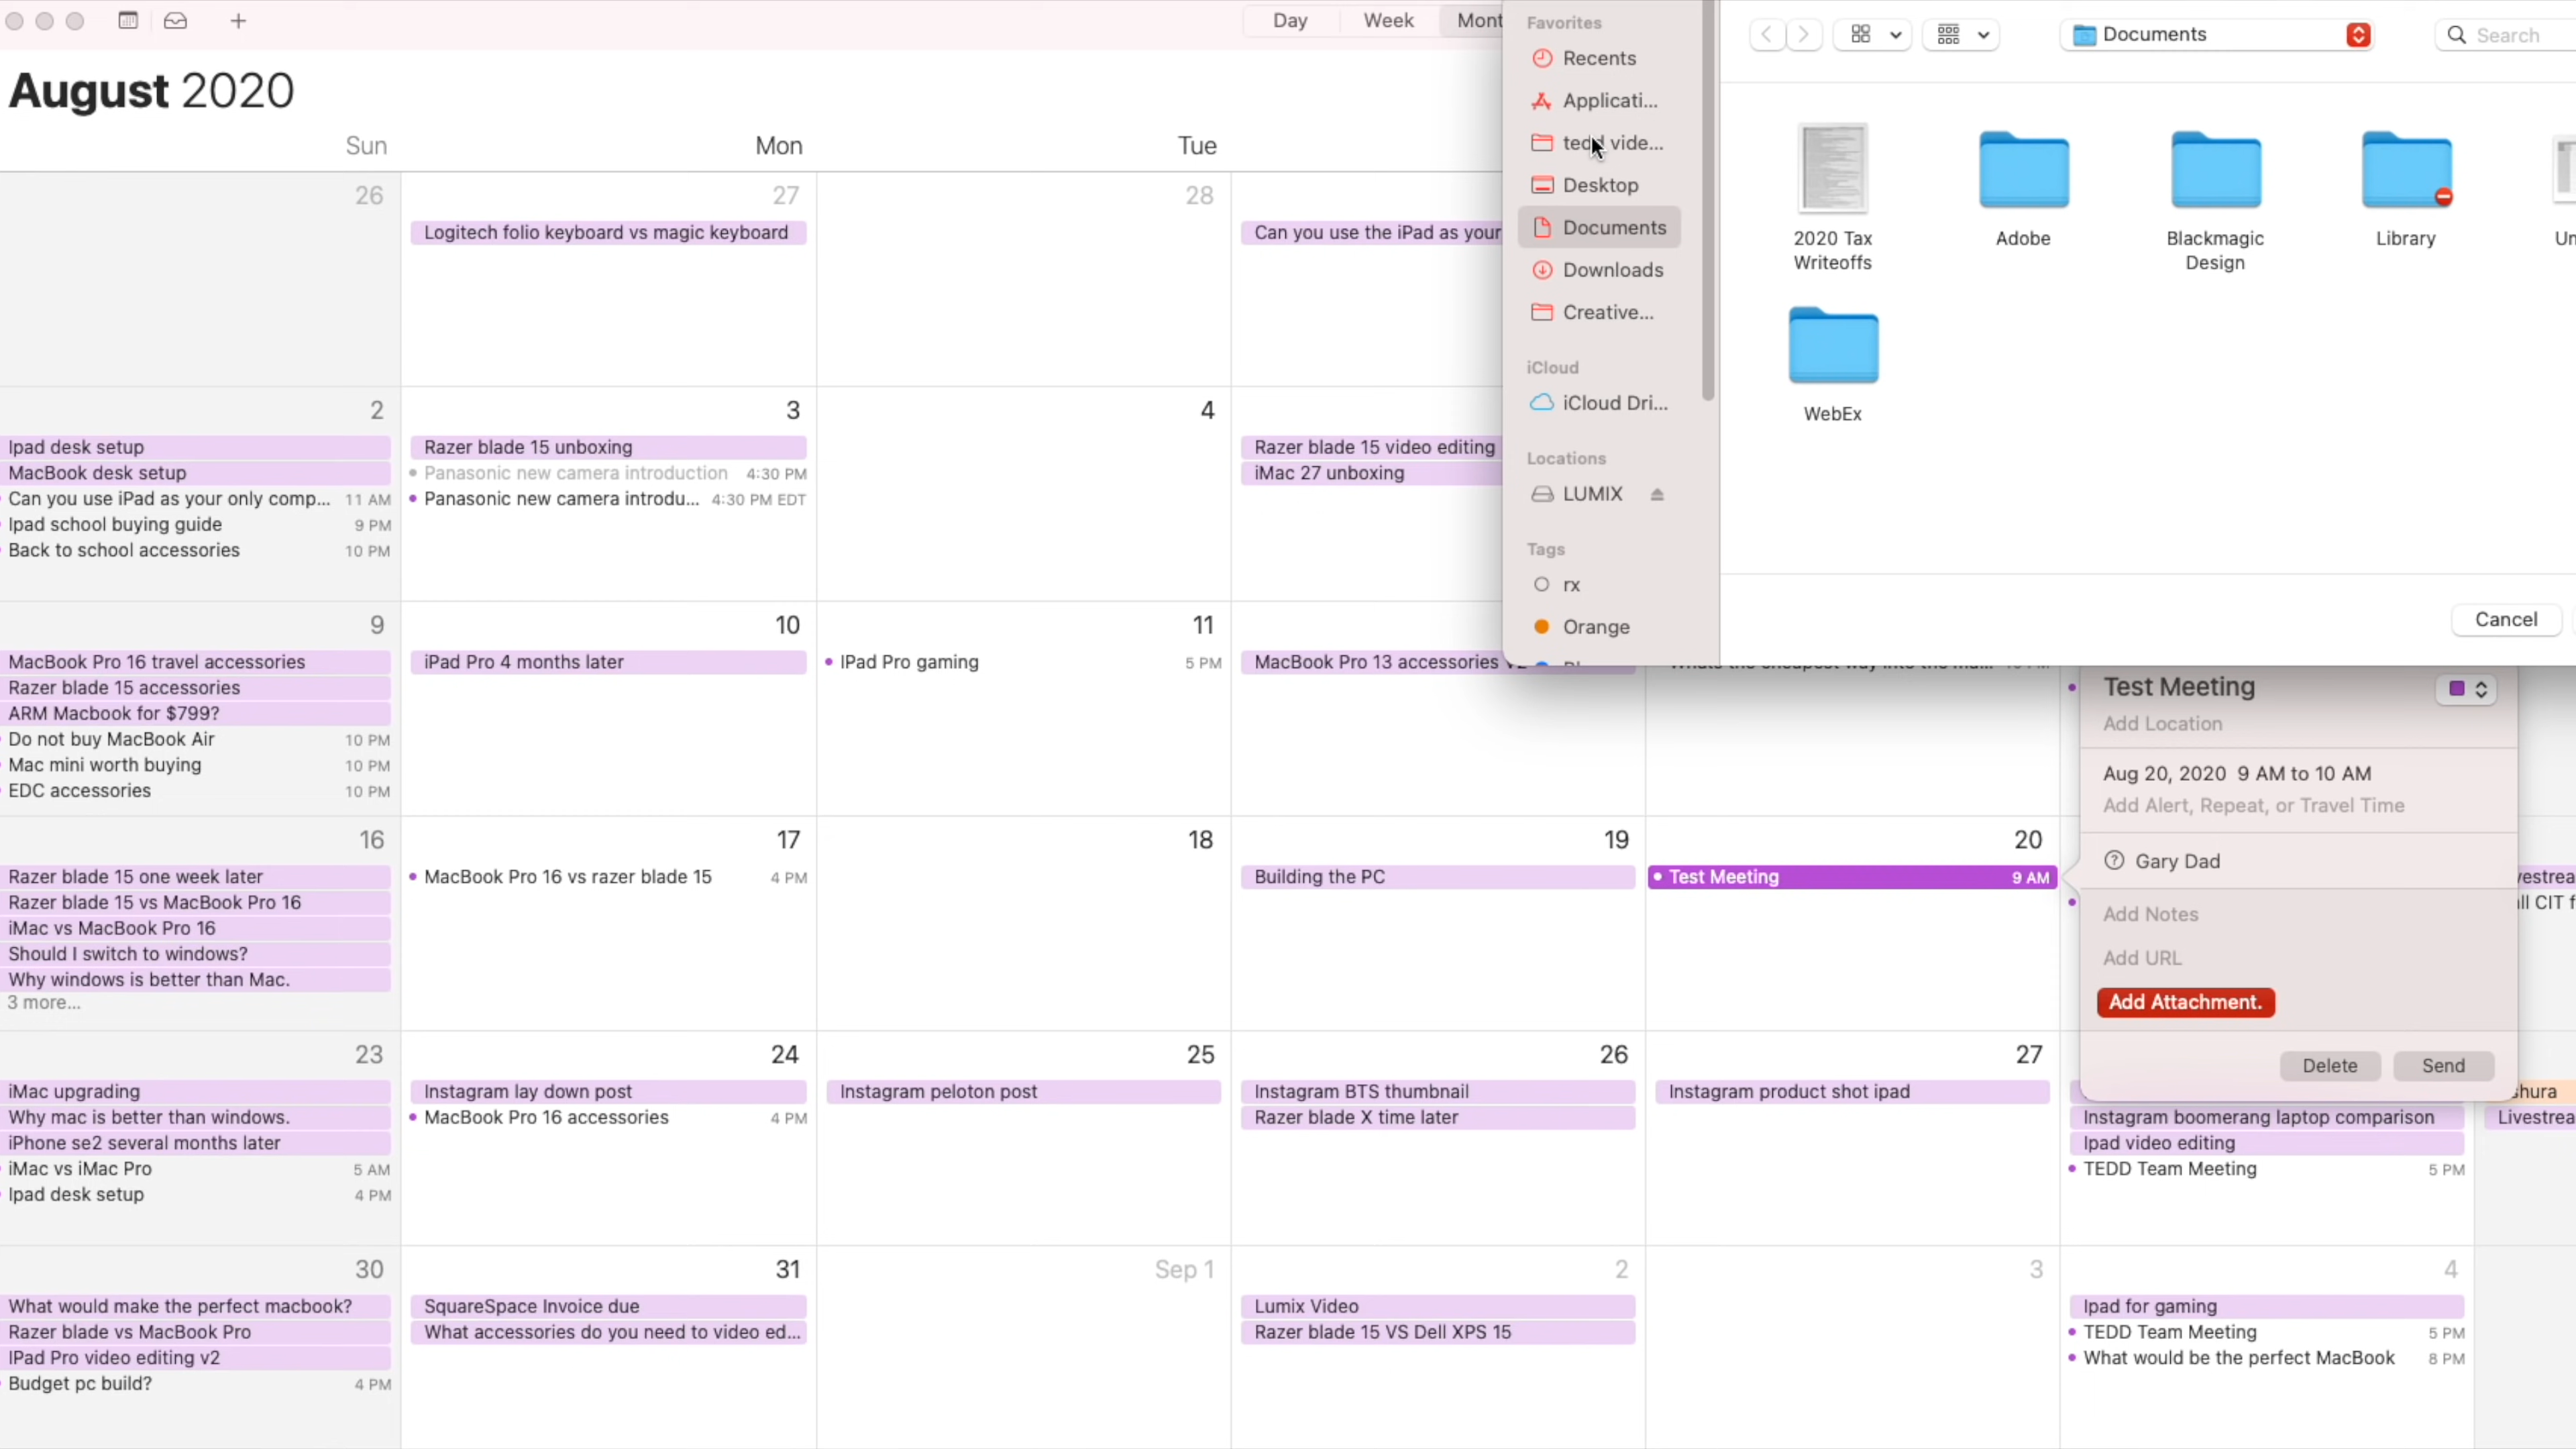 Day Week Mont
August 2020
Sun Mon Tue
26
27
Logitech folio keyboard vs magic keyboard
28
Can you use the iPad as your
2
Ipad desk setup
MacBook desk setup
Can you use iPad as your only comp... 11 AM
Ipad school buying guide 9 PM
Back to school accessories 10 PM
3
Razer blade 15 unboxing
Panasonic new camera introduction 4:30 PM
Panasonic new camera introdu... 4:30 PM EDT
4
Razer blade 15 video editing
iMac 27 unboxing
9
MacBook Pro 16 travel accessories
Razer blade 15 accessories
ARM Macbook for $799?
Do not buy MacBook Air 10 PM
Mac mini worth buying 10 PM
EDC accessories 10 PM
10
iPad Pro 4 months later
11
IPad Pro gaming 5 PM
MacBook Pro 13 accessories v2
16
Razer blade 15 one week later
Razer blade 15 vs MacBook Pro 16
iMac vs MacBook Pro 16
Should I switch to windows?
Why windows is better than Mac.
3 more...
17
MacBook Pro 16 vs razer blade 15 4 PM
18
19
Building the PC
20
Test Meeting 9 AM
23
iMac upgrading
Why mac is better than windows.
iPhone se2 several months later
iMac vs iMac Pro 5 AM
Ipad desk setup 4 PM
24
Instagram lay down post
MacBook Pro 16 accessories 4 PM
25
Instagram peloton post
26
Instagram BTS thumbnail
Razer blade X time later
27
Instagram product shot ipad
Instagram boomerang laptop comparison
Ipad video editing
TEDD Team Meeting 5 PM
hura
Livestrea
30
What would make the perfect macbook?
Razer blade vs MacBook Pro
IPad Pro video editing v2
Budget pc build? 4 PM
31
SquareSpace Invoice due
What accessories do you need to video ed...
Sep 1
2
Lumix Video
Razer blade 15 VS Dell XPS 15
3
4
Ipad for gaming
TEDD Team Meeting 5 PM
What would be the perfect MacBook 8 PM
Favorites
Recents
Applicati...
tedd vide...
Desktop
Documents
Downloads
Creative...
iCloud
iCloud Dri...
Locations
LUMIX
Tags
rx
Orange
Documents
Search
2020 Tax
Writeoffs
Adobe
Blackmagic
Design
Library
Un
WebEx
Cancel
Test Meeting
Add Location
Aug 20, 2020 9 AM to 10 AM
Add Alert, Repeat, or Travel Time
Gary Dad
Add Notes
Add URL
Add Attachment.
Delete Send
vestrea
ll CIT f